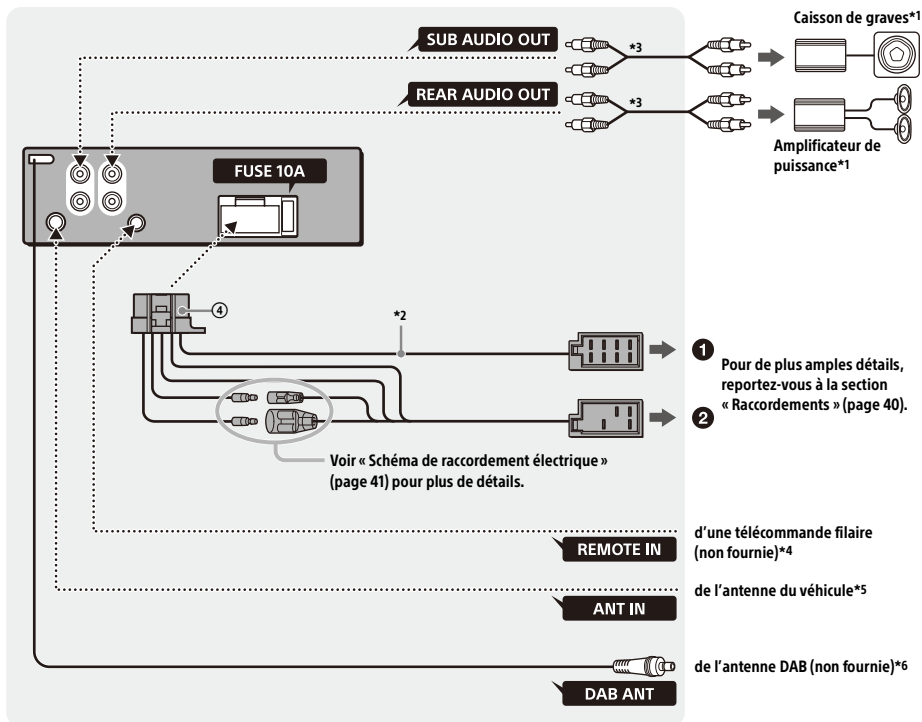 Caisson de graves*1
SUB AUDIO OUT
*3
REAR AUDIO OUT
*3
Amplificateur de
puissance*1
FUSE 10A
④
*2
❶
Pour de plus amples détails,
reportez-vous à la section
« Raccordements » (page 40).
❷
Voir « Schéma de raccordement électrique »
(page 41) pour plus de détails.
d'une télécommande filaire
(non fournie)*4
REMOTE IN
de l'antenne du véhicule*5
ANT IN
de l'antenne DAB (non fournie)*6
DAB ANT